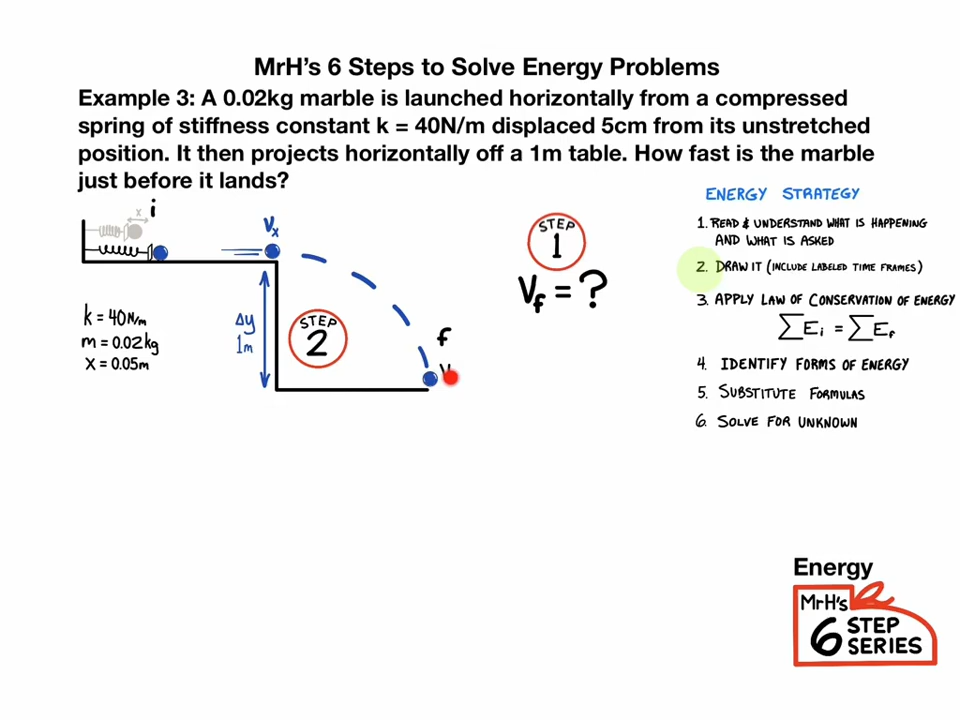 MrH's 6 Steps to Solve Energy Problems
Example 3: A 0.02kg marble is launched horizontally from a compressed
spring of stiffness constant k = 40N/m displaced 5cm from its unstretched
position. It then projects horizontally off a 1m table. How fast is the marble
just before it lands?
x
i
Vx
k = 40N/m
m = 0.02kg
x = 0.05m
Δy
1m
STEP
2
f
STEP
1
Vf = ?
ENERGY STRATEGY
1. READ & UNDERSTAND WHAT IS HAPPENING
AND WHAT IS ASKED
2. DRAW IT (INCLUDE LABELED TIME FRAMES)
3. APPLY LAW OF CONSERVATION OF ENERGY
∑Ei = ∑Ef
4. IDENTIFY FORMS OF ENERGY
5. SUBSTITUTE FORMULAS
6. SOLVE FOR UNKNOWN
Energy
MrH's
6 STEP
SERIES